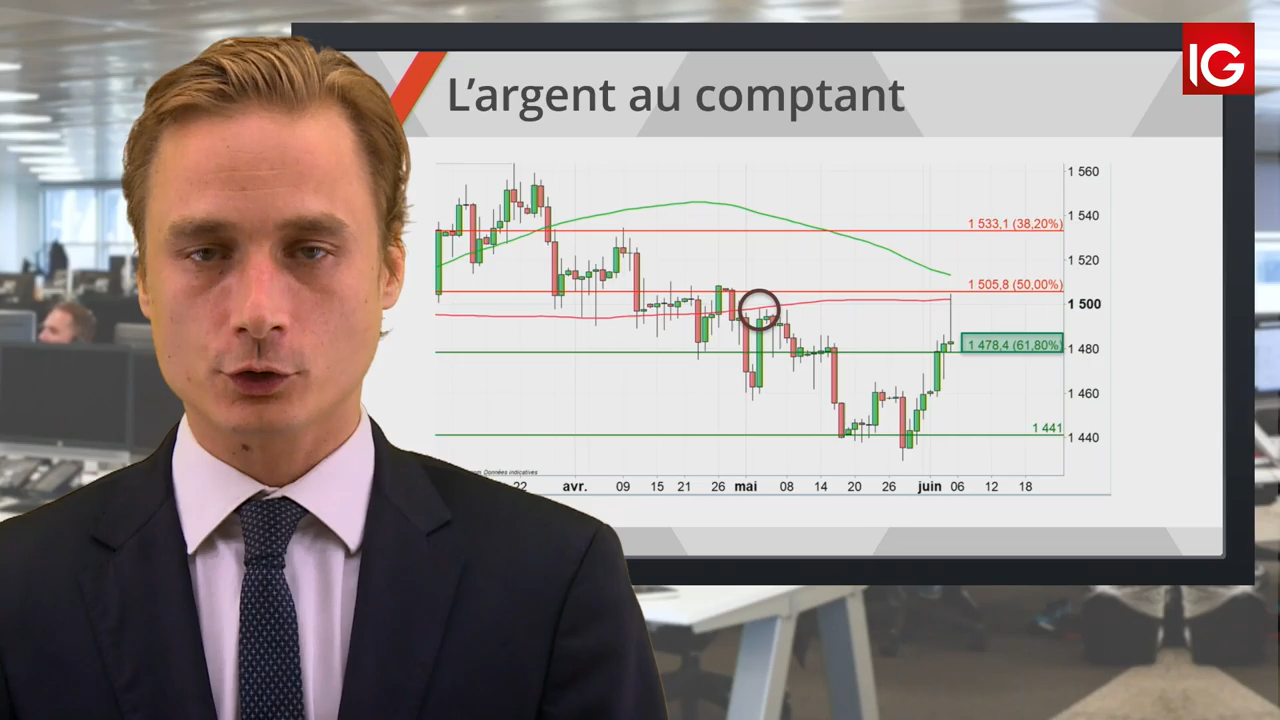 IG
L’argent au comptant
1 560
1 540
1 533,1 (38,20%)
1 520
1 505,8 (50,00%)
1 500
1 480
1 478,4 (61,80%)
1 460
1 441
1 440
Données indicatives
22 avr. 09 15 21 26 mai 08 14 20 26 juin 06 12 18